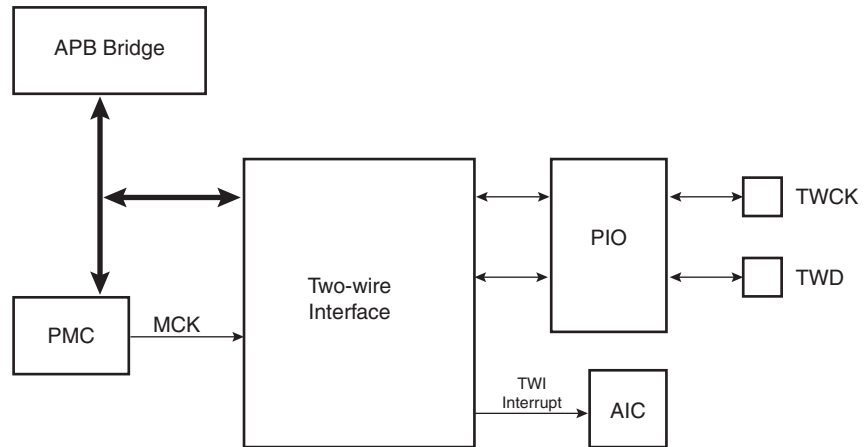 APB Bridge
PMC
MCK
Two-wire
Interface
PIO
TWCK
TWD
TWI
Interrupt
AIC